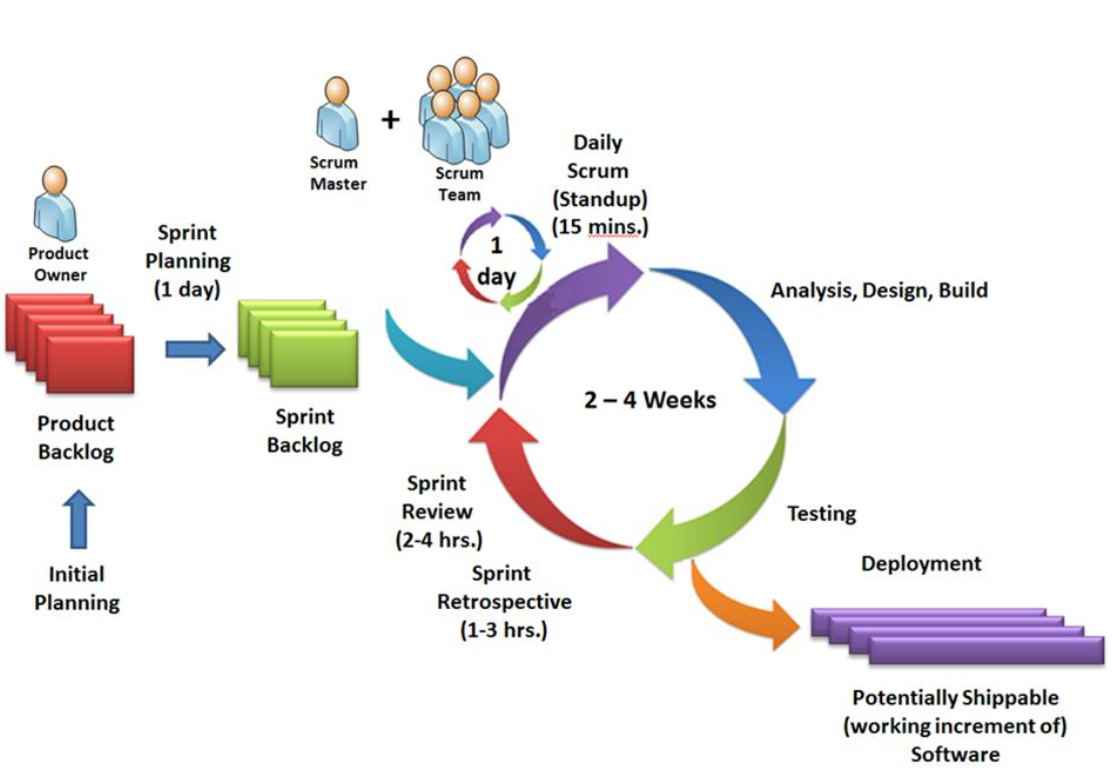 Scrum
Master
+
Scrum
Team
Daily
Scrum
(Standup)
(15 mins.)
Product
Owner
Sprint
Planning
(1 day)
1
day
Analysis, Design, Build
2 – 4 Weeks
Product
Backlog
Sprint
Backlog
Initial
Planning
Sprint
Review
(2-4 hrs.)
Sprint
Retrospective
(1-3 hrs.)
Testing
Deployment
Potentially Shippable
(working increment of)
Software